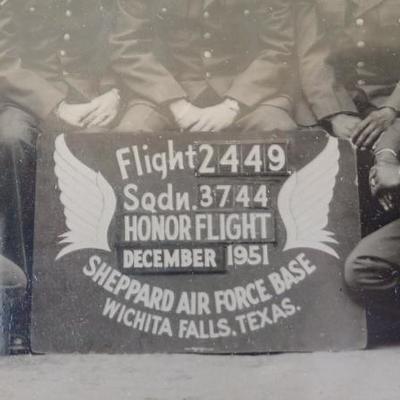 Flight 2449
Sqdn. 3744
HONOR FLIGHT
DECEMBER 1951
SHEPPARD AIR FORCE BASE
WICHITA FALLS, TEXAS.